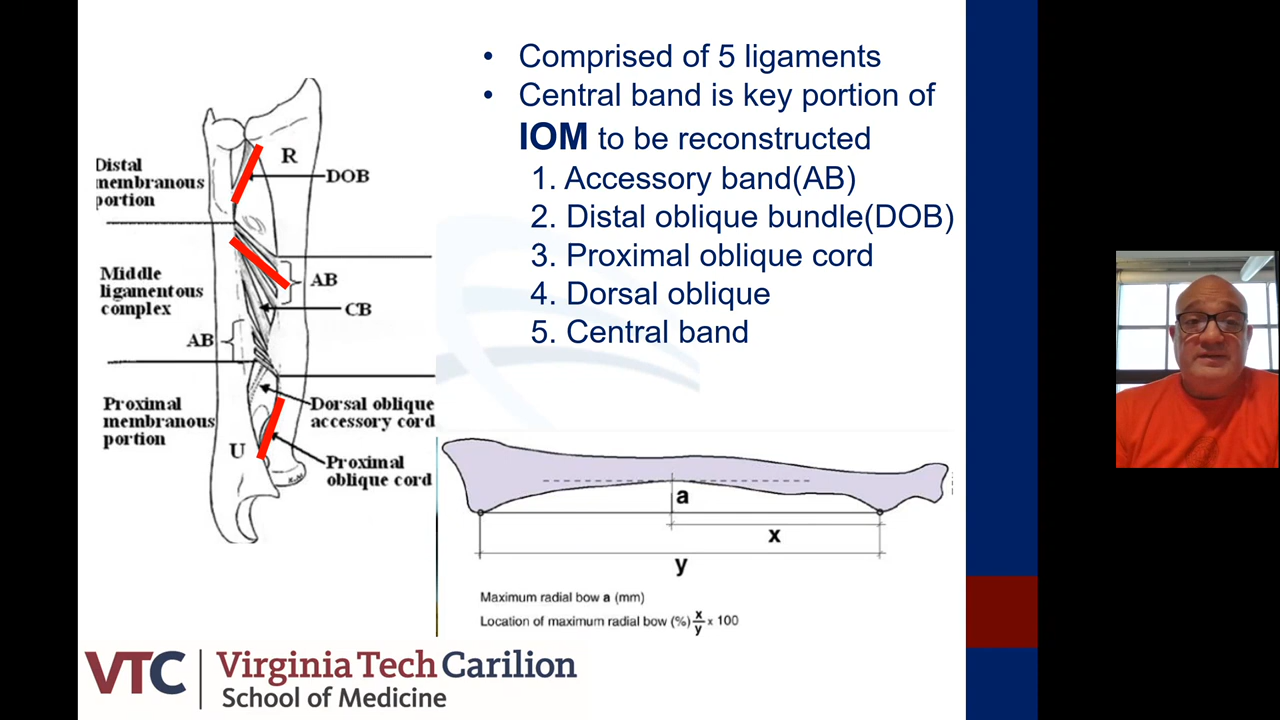 • Comprised of 5 ligaments
• Central band is key portion of
IOM to be reconstructed
1. Accessory band(AB)
2. Distal oblique bundle(DOB)
3. Proximal oblique cord
4. Dorsal oblique
5. Central band
R
Distal
membranous
portion
DOB
Middle
ligamentous
complex
AB
CB
AB
Proximal
membranous
portion
Dorsal oblique
accessory cord
U
Proximal
oblique cord
a
x
y
Maximum radial bow a (mm)
Location of maximum radial bow (%) x/y x 100
VTC Virginia Tech Carilion
School of Medicine